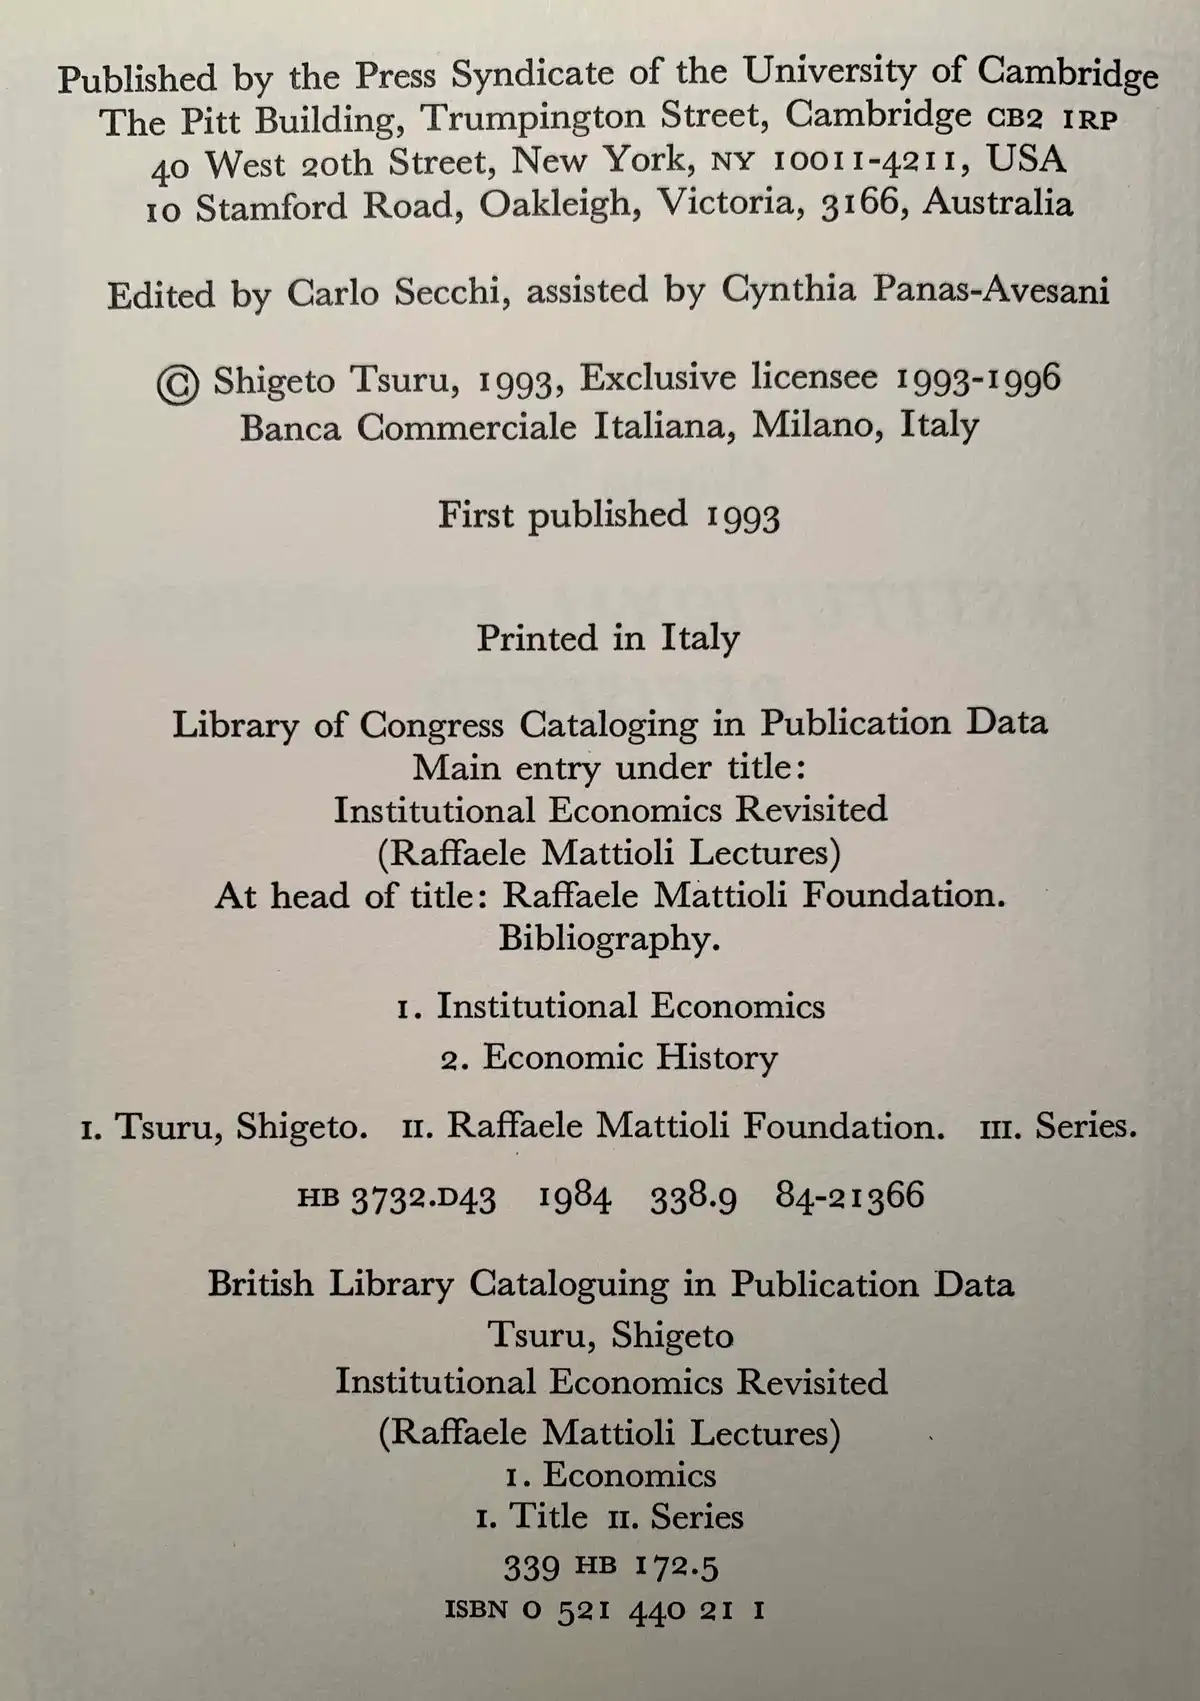 Published by the Press Syndicate of the University of Cambridge
The Pitt Building, Trumpington Street, Cambridge CB2 1RP
40 West 20th Street, New York, NY 10011-4211, USA
10 Stamford Road, Oakleigh, Victoria, 3166, Australia
Edited by Carlo Secchi, assisted by Cynthia Panas-Avesani
© Shigeto Tsuru, 1993, Exclusive licensee 1993-1996
Banca Commerciale Italiana, Milano, Italy
First published 1993
Printed in Italy
Library of Congress Cataloging in Publication Data
Main entry under title:
Institutional Economics Revisited
(Raffaele Mattioli Lectures)
At head of title: Raffaele Mattioli Foundation.
Bibliography.
1. Institutional Economics
2. Economic History
I. Tsuru, Shigeto. II. Raffaele Mattioli Foundation. III. Series.
HB 3732.D43 1984 338.9 84-21366
British Library Cataloguing in Publication Data
Tsuru, Shigeto
Institutional Economics Revisited
(Raffaele Mattioli Lectures)
1. Economics
I. Title II. Series
339 HB 172.5
ISBN 0 521 440 21 1